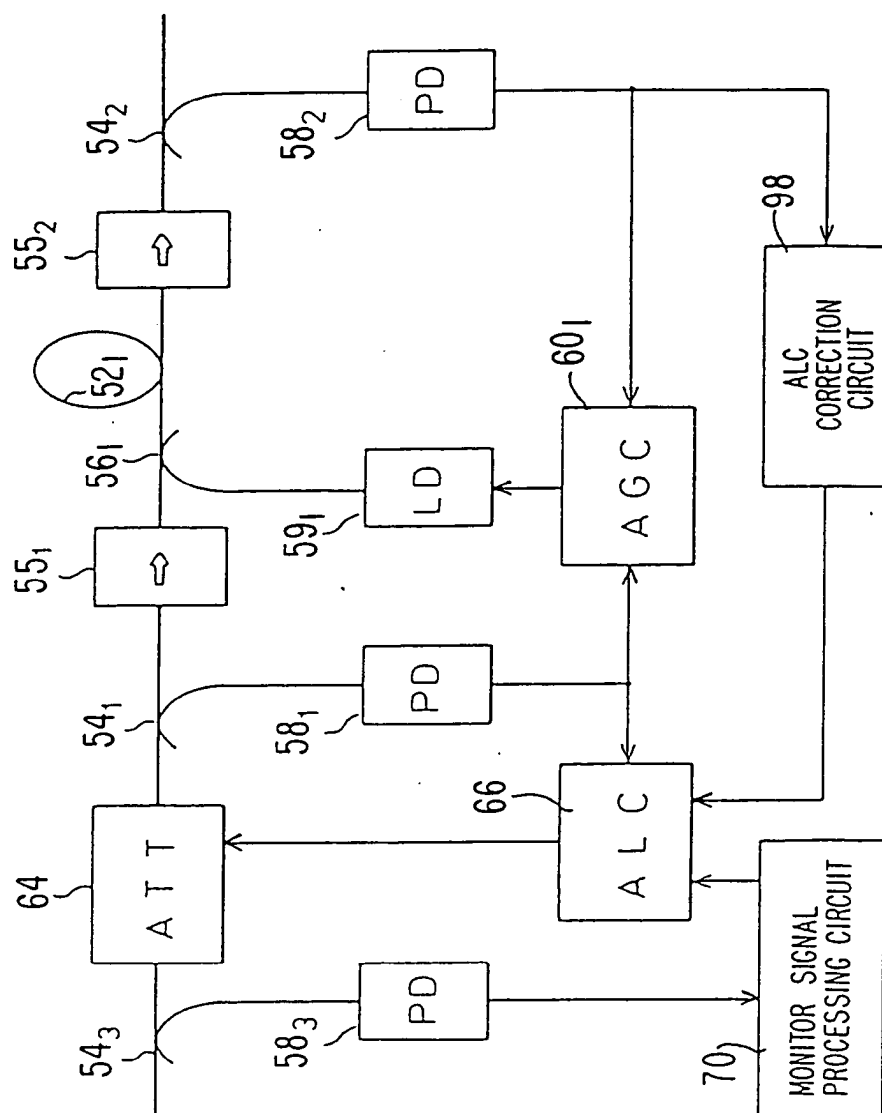 54₃
64
ATT
54₁
55₁
56₁
52₁
55₂
54₂
58₃
PD
58₁
PD
59₁
LD
58₂
PD
66
ALC
60₁
AGC
98
ALC
CORRECTION
CIRCUIT
70
MONITOR SIGNAL
PROCESSING CIRCUIT